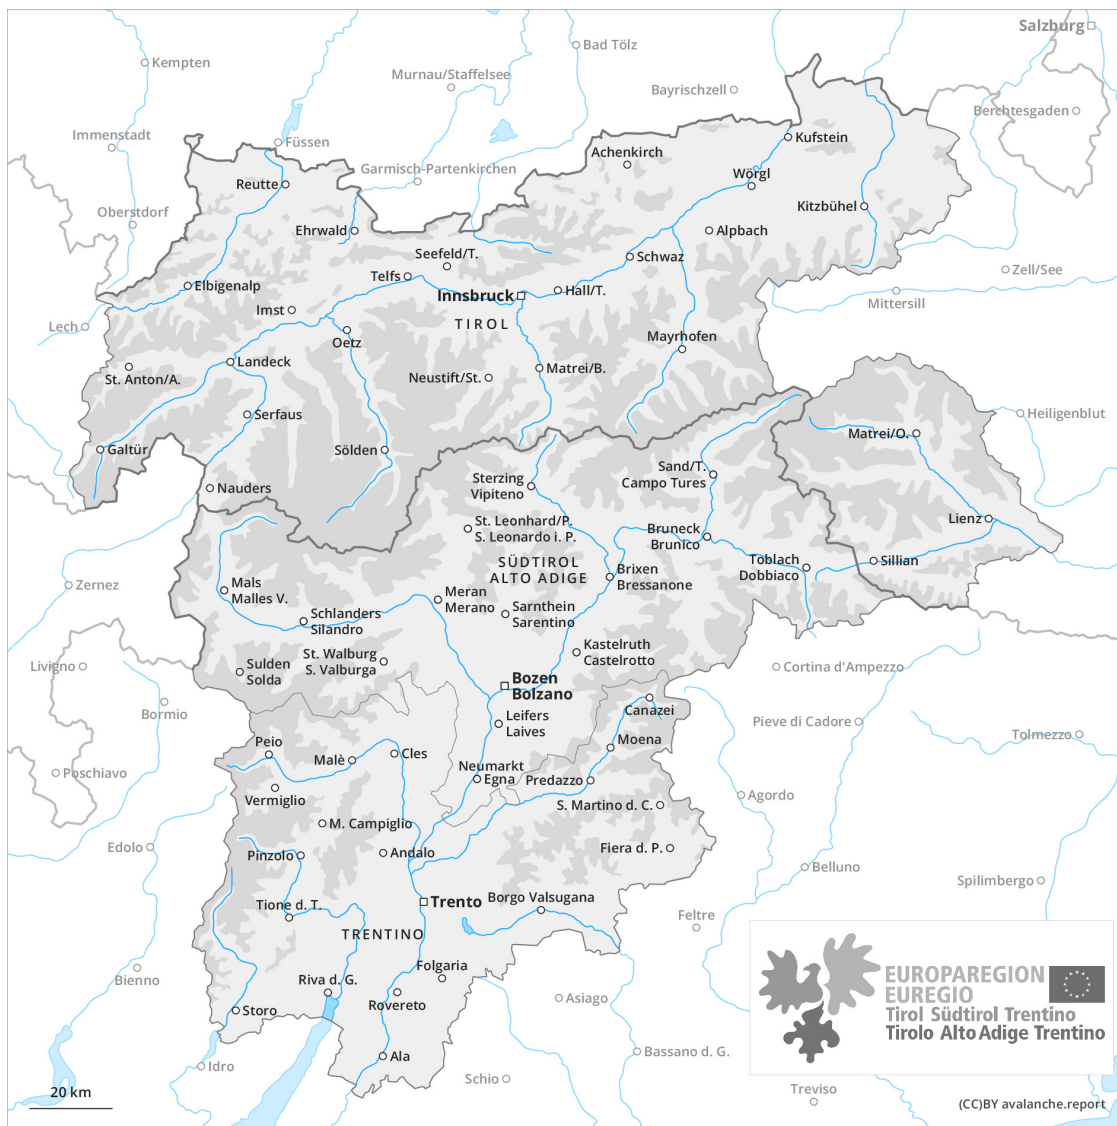 Salzburg
Bad Tölz
Kempten
Murnau/Staffelsee
Bayrischzell
Berchtesgaden
Immenstadt
Füssen
Kufstein
Achenkirch
Garmisch-Partenkirchen
Wörgl
Reutte
Kitzbühel
Oberstdorf
Ehrwald
Alpbach
Seefeld/T.
Schwaz
Telfs
Zell/See
Elbigenalp
Innsbruck
Hall/T.
Mittersill
Imst
TIROL
Lech
Oetz
Mayrhofen
Landeck
Matrei/B.
St. Anton/A.
Neustift/St.
Serfaus
Heiligenblut
Matrei/O.
Galtür
Sölden
Sand/T.
Campo Tures
Sterzing
Vipiteno
Nauders
Lienz
St. Leonhard/P.
S. Leonardo i. P.
Bruneck
Brunico
SÜDTIROL
ALTO ADIGE
Toblach
Dobbiaco
Sillian
Brixen
Bressanone
Zernez
Mals
Malles V.
Meran
Merano
Schlanders
Silandro
Sarnthein
Sarentino
Kastelruth
Castelrotto
St. Walburg
S. Valburga
Livigno
Sulden
Solda
Cortina d'Ampezzo
Bozen
Bolzano
Bormio
Canazei
Leifers
Laives
Pieve di Cadore
Tolmezzo
Peio
Moena
Malè
Cles
Poschiavo
Neumarkt
Egna
Predazzo
Vermiglio
Agordo
S. Martino d. C.
M. Campiglio
Edolo
Pinzolo
Andalo
Fiera d. P.
Belluno
Spilimbergo
Tione d. T.
Trento
Borgo Valsugana
Feltre
TRENTINO
Folgaria
Bienno
Riva d. G.
Rovereto
Asiago
Storo
EUROPAREGION
EUREGIO
Tirol Südtirol Trentino
Tirolo Alto Adige Trentino
Ala
Bassano d. G.
Idro
Schio
Treviso
20 km
(CC)BY avalanche.report